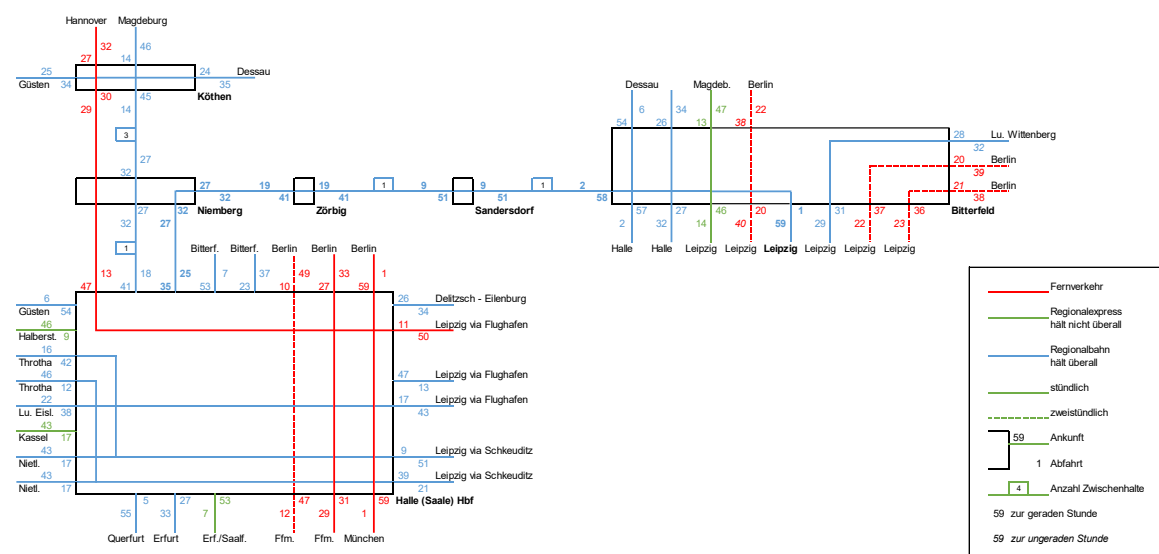 Hannover Magdeburg
32 46
27 14
25 24 Dessau
Güsten 34 35
Köthen
30 45
29 14
3
27
32
27 19 19 1 9 9 1 2
32 41 41 51 51 58
Niemberg Zörbig Sandersdorf
27 32
32 27
1
Dessau Magdeb. Berlin
6 34 47 22
54 26 13 38
28 Lu. Wittenberg
32
20 Berlin
39
21 Berlin
38
57 27 46 20 1 31 37 36 Bitterfeld
2 32 14 40 59 29 22 23
Halle Halle Leipzig Leipzig Leipzig Leipzig Leipzig Leipzig
Bitterf. Bitterf. Berlin Berlin Berlin
13 18 25 7 37 49 33 1
47 41 35 53 23 10 27 59
6 26 Delitzsch - Eilenburg
Güsten 54 34
46 11 Leipzig via Flughafen
Halberst. 9 50
16
Throtha 42
46 47 Leipzig via Flughafen
Throtha 12 13
22 17 Leipzig via Flughafen
Lu. Eisl. 38 43
43
Kassel 17
43 9 Leipzig via Schkeuditz
Nietl. 17 51
43 39 Leipzig via Schkeuditz
Nietl. 17 21
Halle (Saale) Hbf
5 27 53 47 31 59
55 33 7 12 29 1
Querfurt Erfurt Erf./Saalf. Ffm. Ffm. München
Fernverkehr
Regionalexpress
hält nicht überall
Regionalbahn
hält überall
stündlich
zweistündlich
59 Ankunft
1 Abfahrt
4 Anzahl Zwischenhalte
59 zur geraden Stunde
59 zur ungeraden Stunde